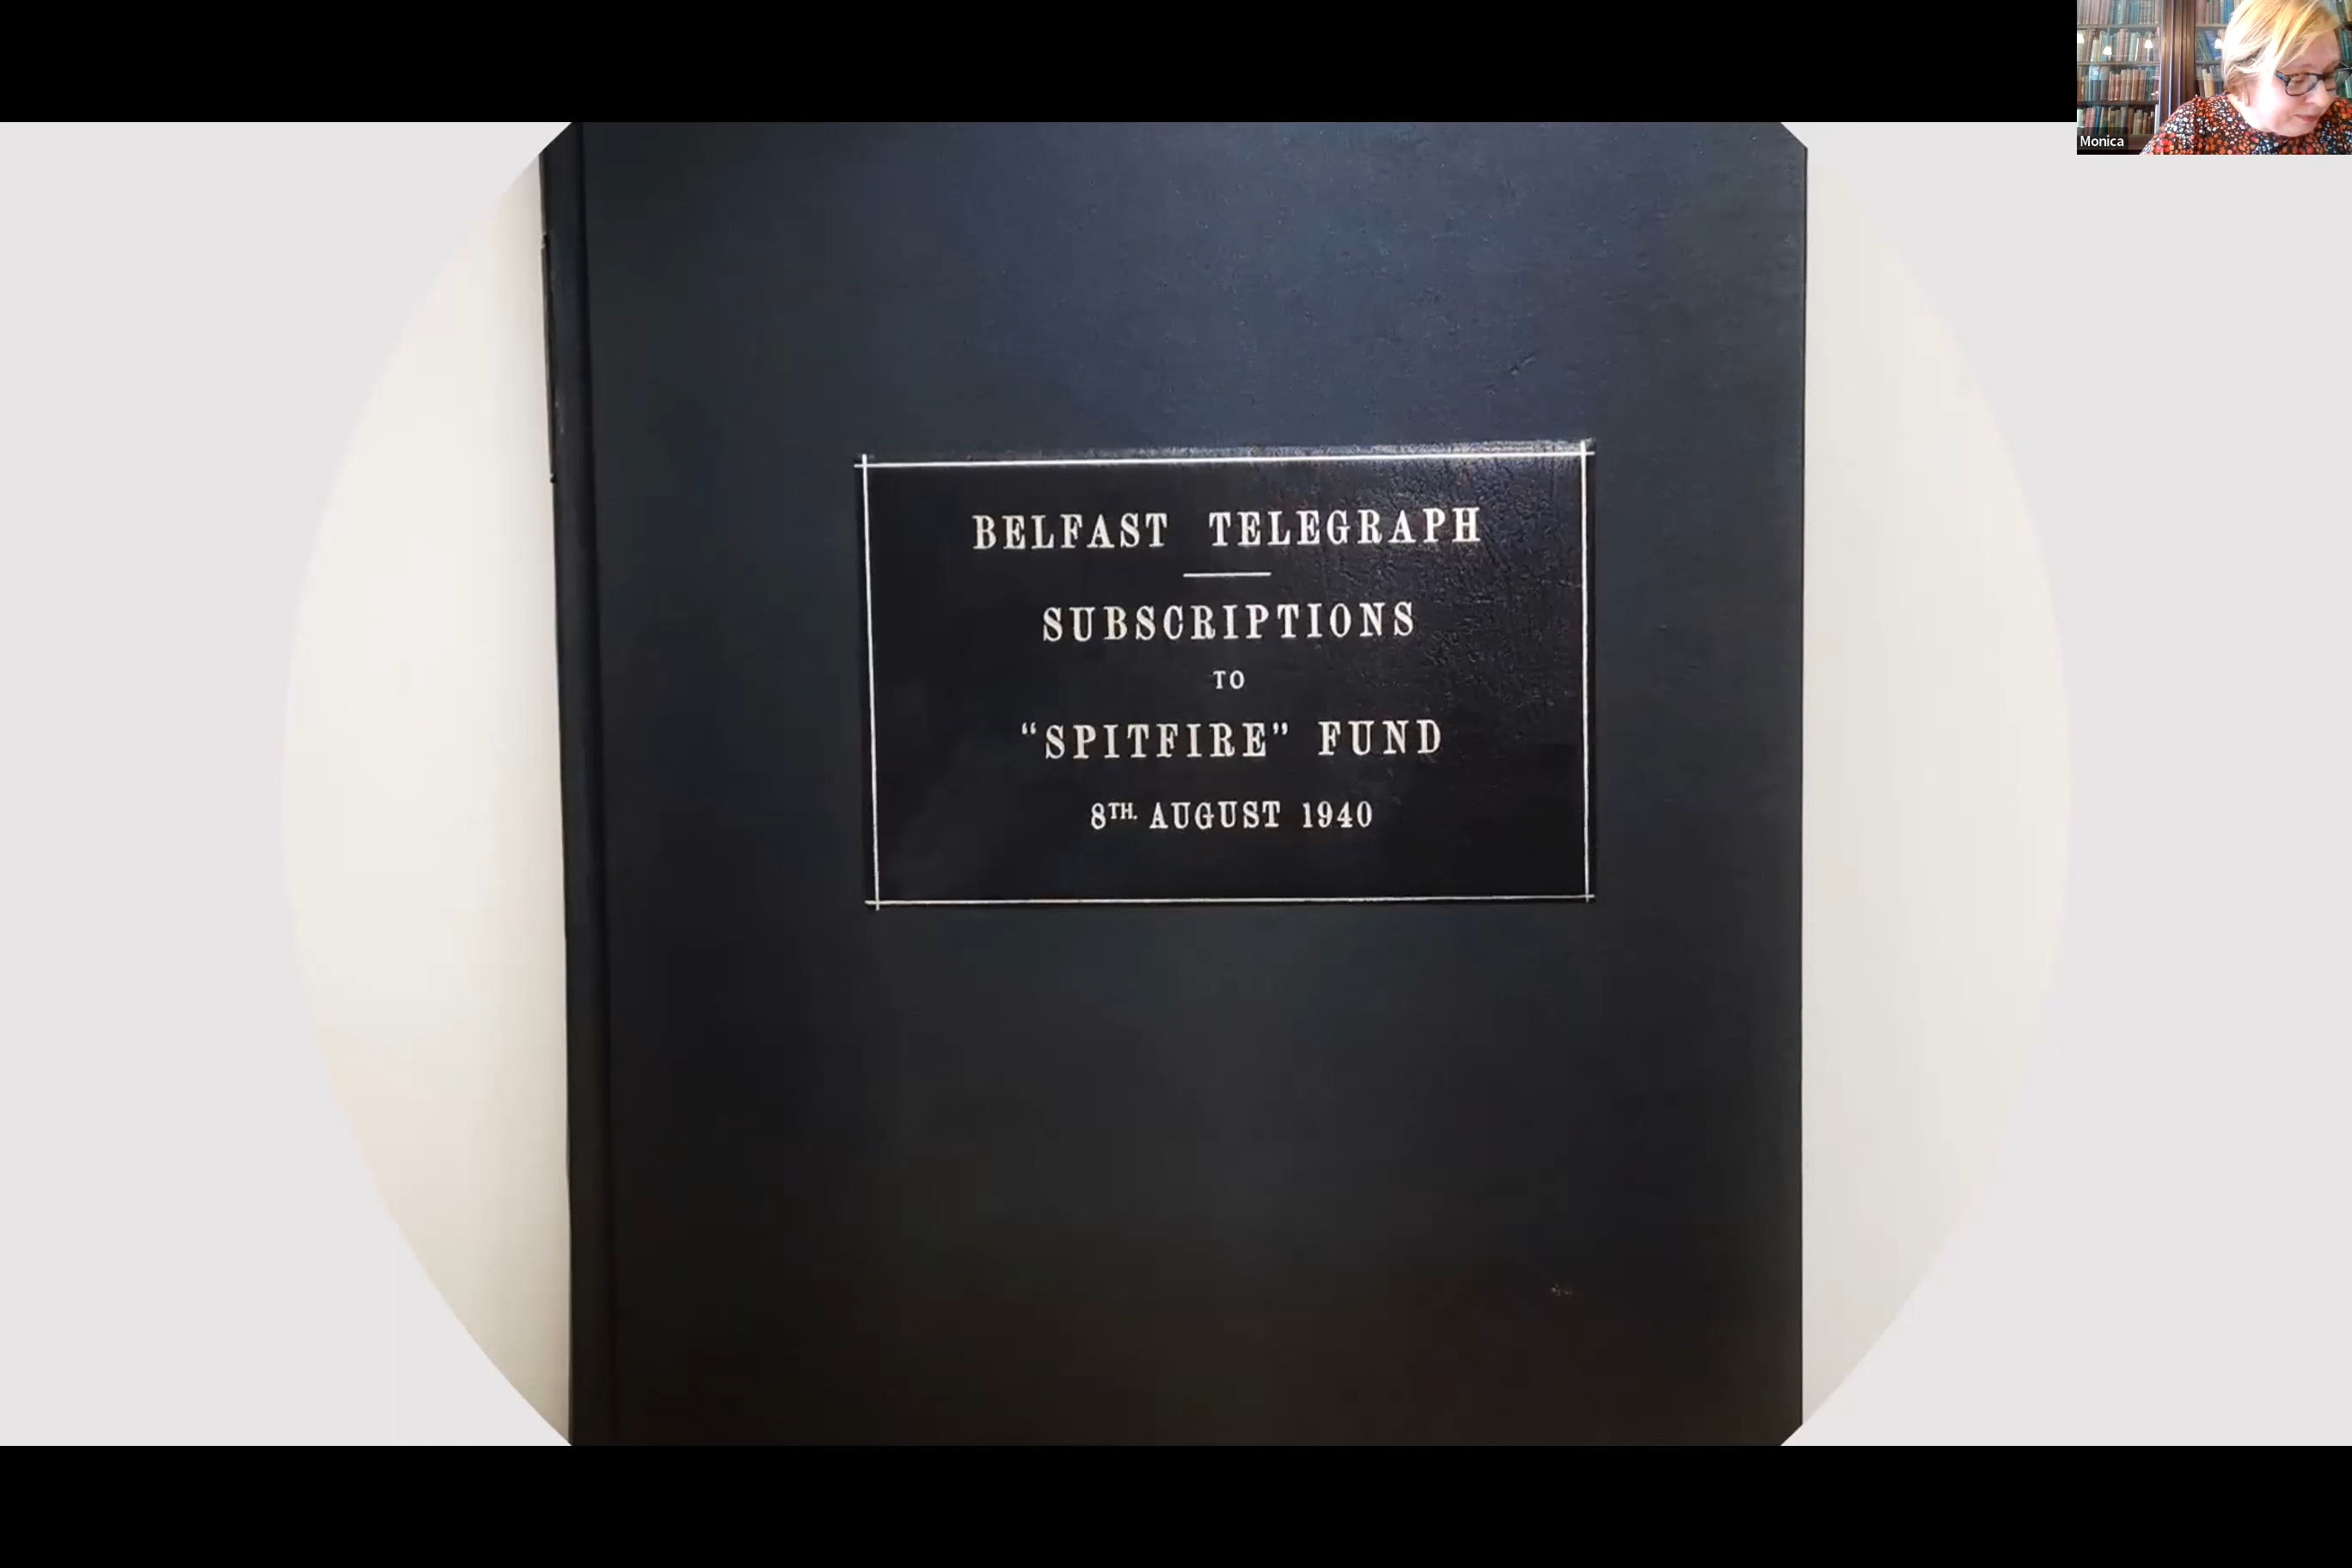 BELFAST TELEGRAPH
SUBSCRIPTIONS
TO
“SPITFIRE” FUND
8TH. AUGUST 1940
Monica